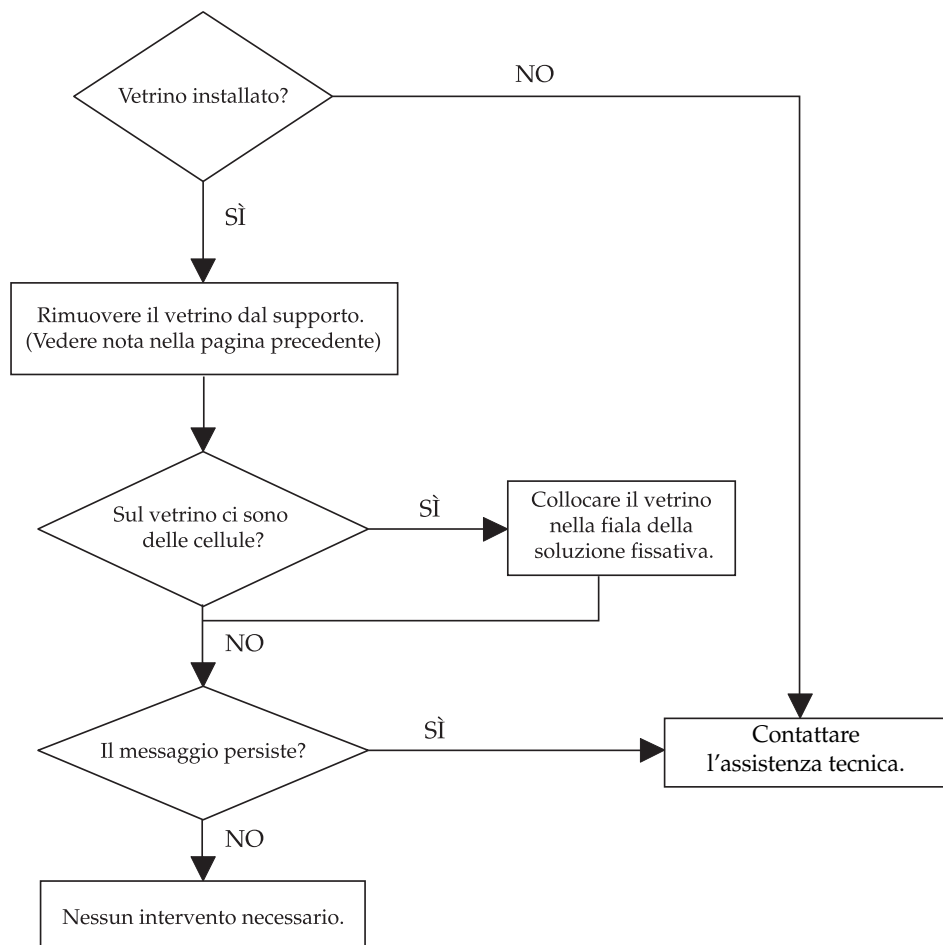 Vetrino installato?
NO
SÌ
Rimuovere il vetrino dal supporto.
(Vedere nota nella pagina precedente)
Sul vetrino ci sono
delle cellule?
SÌ
Collocare il vetrino
nella fiala della
soluzione fissativa.
NO
Il messaggio persiste?
SÌ
Contattare
l'assistenza tecnica.
NO
Nessun intervento necessario.